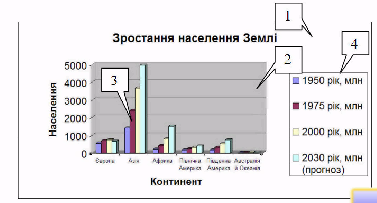 1
Зростання населення Землі
2
3
4
5000
4000
3000
2000
1000
0
Населення
Європа
Азія
Африка
Північна Америка
Південна Америка
Австралія й Океанія
Континент
1950 рік, млн
1975 рік, млн
2000 рік, млн
2030 рік, млн
(прогноз)